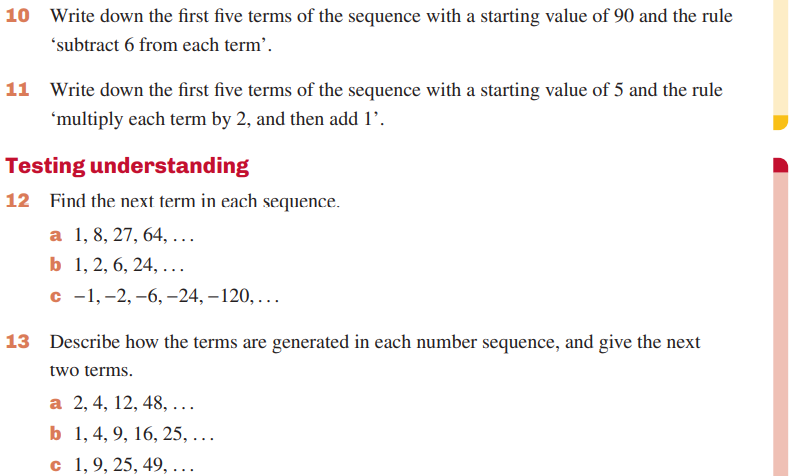 10 Write down the first five terms of the sequence with a starting value of 90 and the rule
‘subtract 6 from each term’.
11 Write down the first five terms of the sequence with a starting value of 5 and the rule
‘multiply each term by 2, and then add 1’.
Testing understanding
12 Find the next term in each sequence.
a 1, 8, 27, 64, . . .
b 1, 2, 6, 24, . . .
c −1, −2, −6, −24, −120, . . .
13 Describe how the terms are generated in each number sequence, and give the next
two terms.
a 2, 4, 12, 48, . . .
b 1, 4, 9, 16, 25, . . .
c 1, 9, 25, 49, . . .